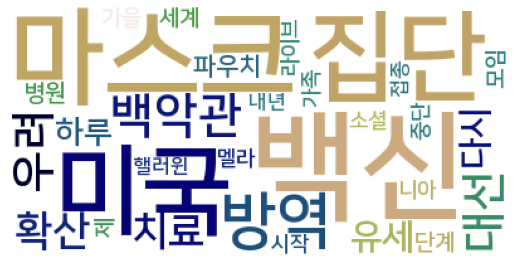 가을 세계
마스크
집단
파우치
라이브
가족
접종
모임
병원
백악관
내년
중단
우려
하루
소셜
백신
다시
미국
핼러윈
멜라
니아
대선
확산
제
치료
방역
시작
유세
단계